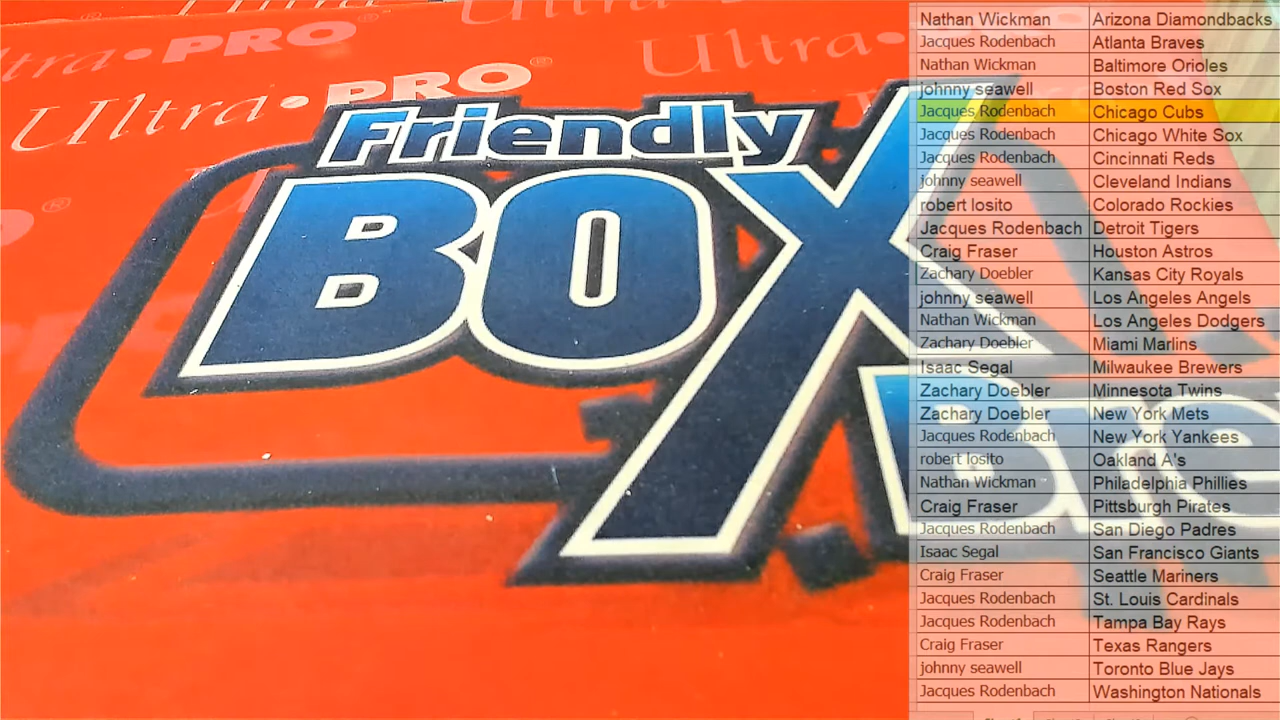 Ultra•PRO
Ultra•PRO®
Ultra•PRO®
Ultra
PRO®
Friendly
BOX
Bre
Nathan Wickman Arizona Diamondbacks
Jacques Rodenbach Atlanta Braves
Nathan Wickman Baltimore Orioles
johnny seawell Boston Red Sox
Jacques Rodenbach Chicago Cubs
Jacques Rodenbach Chicago White Sox
Jacques Rodenbach Cincinnati Reds
johnny seawell Cleveland Indians
robert losito Colorado Rockies
Jacques Rodenbach Detroit Tigers
Craig Fraser Houston Astros
Zachary Doebler Kansas City Royals
johnny seawell Los Angeles Angels
Nathan Wickman Los Angeles Dodgers
Zachary Doebler Miami Marlins
Isaac Segal Milwaukee Brewers
Zachary Doebler Minnesota Twins
Zachary Doebler New York Mets
Jacques Rodenbach New York Yankees
robert losito Oakland A's
Nathan Wickman Philadelphia Phillies
Craig Fraser Pittsburgh Pirates
Jacques Rodenbach San Diego Padres
Isaac Segal San Francisco Giants
Craig Fraser Seattle Mariners
Jacques Rodenbach St. Louis Cardinals
Jacques Rodenbach Tampa Bay Rays
Craig Fraser Texas Rangers
johnny seawell Toronto Blue Jays
Jacques Rodenbach Washington Nationals